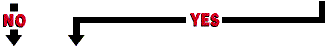 NO YES